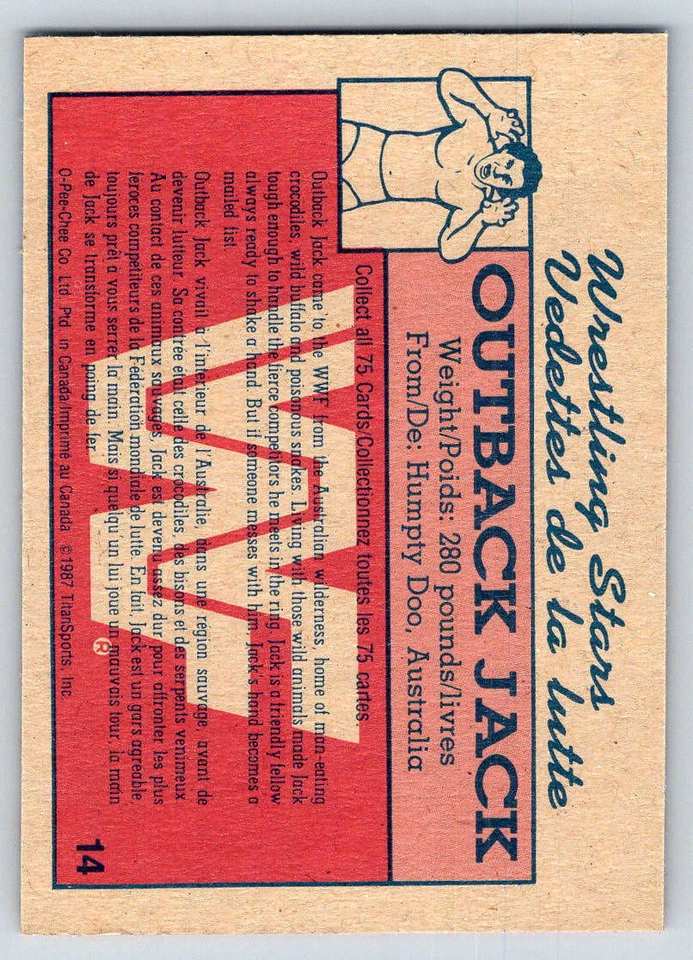 Wrestling Stars
Vedettes de la lutte
OUTBACK JACK
Weight/Poids: 280 pounds/livres
From/De: Humpty Doo, Australia
Collect all 75 Cards/Collectionnez toutes les 75 cartes.
Outback Jack came to the WWF from the Australian wilderness, home of man-eating
crocodiles, wild buffalo and poisonous snakes. Living with those wild animals made Jack
tough enough to handle the fierce competitors he meets in the ring. Jack is a friendly fellow
always ready to shake a hand. But if someone messes with him, Jack's hand becomes a
mailed fist.
Outback Jack vivait à l'intérieur de l'Australie, dans une région sauvage, avant de
devenir lutteur. Sa contrée était celle des crocodiles, des bisons et des serpents venimeux.
Au contact de ces animaux sauvages, Jack est devenu assez dur pour affronter les plus
féroces compétiteurs de la Fédération mondiale de lutte. En fait, Jack est un gars agréable,
toujours prêt à vous serrer la main. Mais si quelqu'un lui joue un mauvais tour, la main
de Jack se transforme en poing de fer.
O-Pee-Chee Co. Ltd. Ptd. in Canada/Imprimé au Canada © 1987 TitanSports, Inc.
WF
®
14